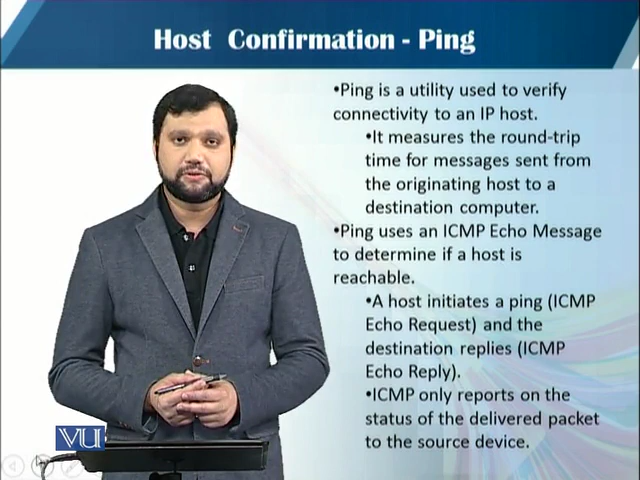 Host Confirmation - Ping
•Ping is a utility used to verify
connectivity to an IP host.
•It measures the round-trip
time for messages sent from
the originating host to a
destination computer.
•Ping uses an ICMP Echo Message
to determine if a host is
reachable.
•A host initiates a ping (ICMP
Echo Request) and the
destination replies (ICMP
Echo Reply).
•ICMP only reports on the
status of the delivered packet
to the source device.
VU